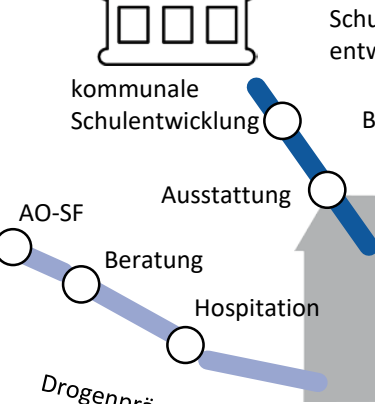 kommunale
Schulentwicklung
Ausstattung
AO-SF
Beratung
Hospitation